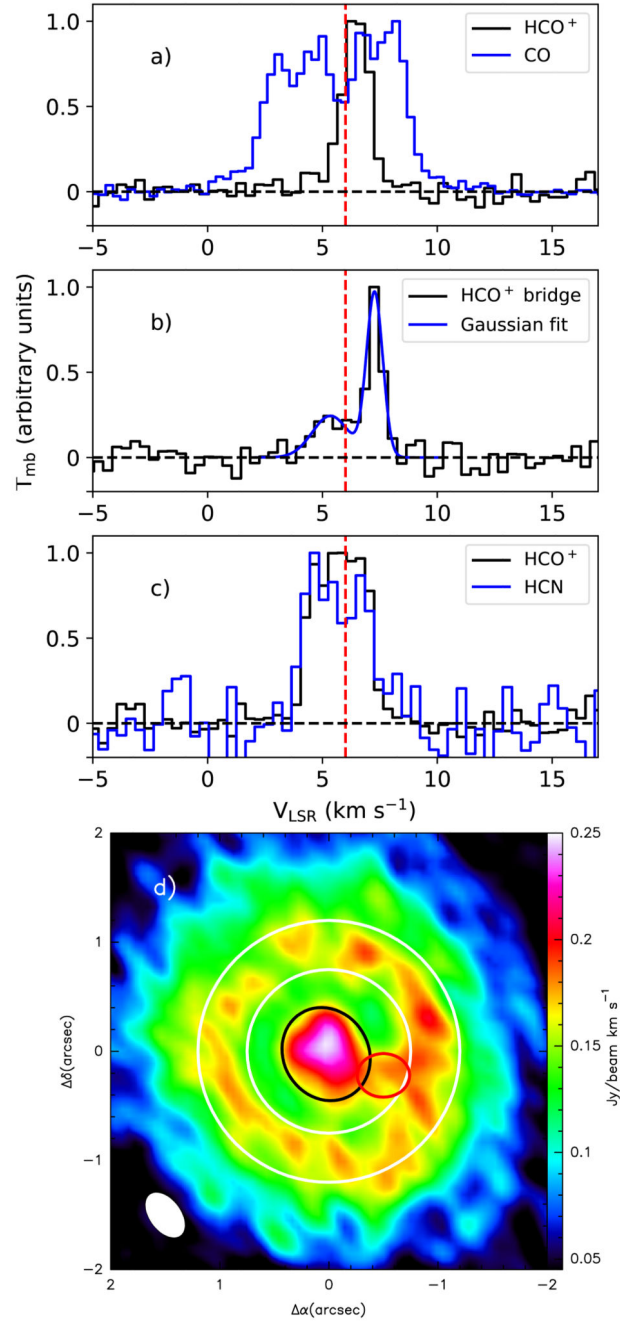 a)
HCO⁺
CO
1.0
0.5
0
-5 0 5 10 15
b)
HCO⁺ bridge
Gaussian fit
T_mb (arbitrary units)
1.0
0.5
0
-5 0 5 10 15
c)
HCO⁺
HCN
1.0
0.5
0
-5 0 5 10 15
V_LSR (km s⁻¹)
d)
2
1
0
−1
−2
Δδ(arcsec)
2 1 0 −1 −2
Δα(arcsec)
0.25
0.2
0.15
0.1
0.05
Jy/beam km s⁻¹